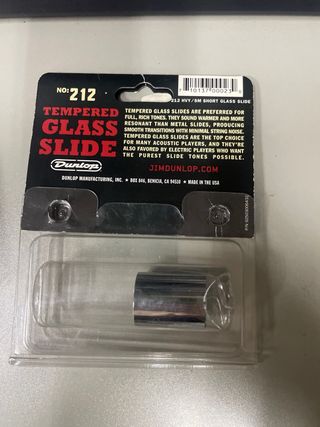 NO: 212
TEMPERED
GLASS
SLIDE
Dunlop
7 10137 00023 5
212 HVY/SM SHORT GLASS SLIDE
TEMPERED GLASS SLIDES ARE PREFERRED FOR
FULL, RICH TONES. THEY SOUND WARMER AND MORE
RESONANT THAN METAL SLIDES, PRODUCING
SMOOTH TRANSITIONS WITH MINIMAL STRING NOISE.
TEMPERED GLASS SLIDES ARE THE TOP CHOICE
FOR MANY ACOUSTIC PLAYERS, AND THEY'RE
ALSO FAVORED BY ELECTRIC PLAYERS WHO WANT
THE PUREST SLIDE TONES POSSIBLE.
JIMDUNLOP.COM
DUNLOP MANUFACTURING, INC. • BOX 846, BENICIA, CA 94510 • MADE IN THE USA